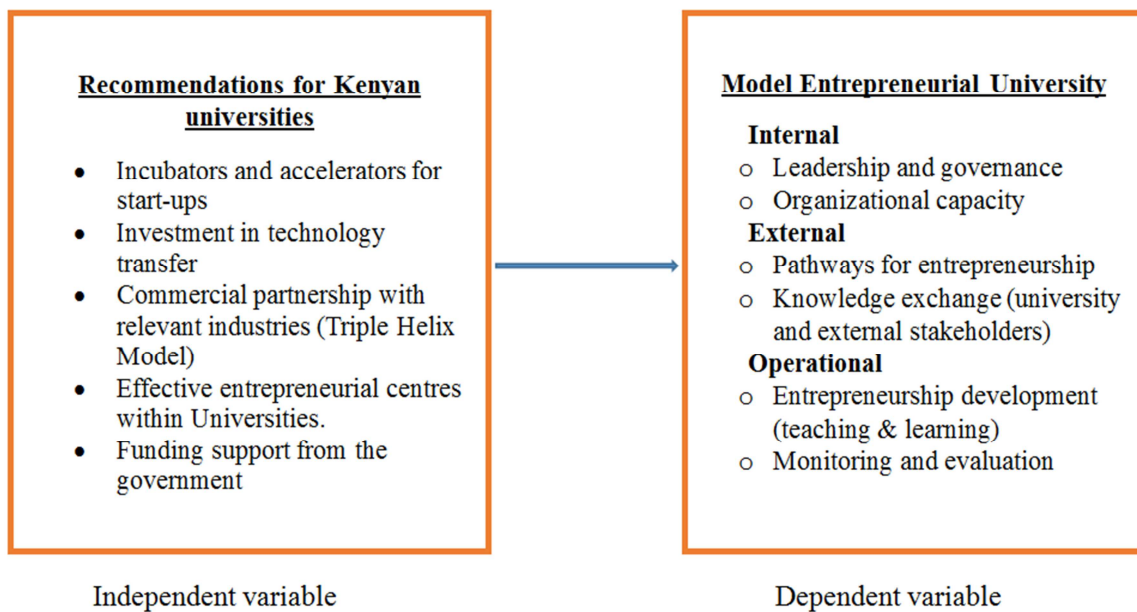 Recommendations for Kenyan
universities
• Incubators and accelerators for
start-ups
• Investment in technology
transfer
• Commercial partnership with
relevant industries (Triple Helix
Model)
• Effective entrepreneurial centres
within Universities.
• Funding support from the
government
Independent variable
Model Entrepreneurial University
Internal
o Leadership and governance
o Organizational capacity
External
o Pathways for entrepreneurship
o Knowledge exchange (university
and external stakeholders)
Operational
o Entrepreneurship development
(teaching & learning)
o Monitoring and evaluation
Dependent variable